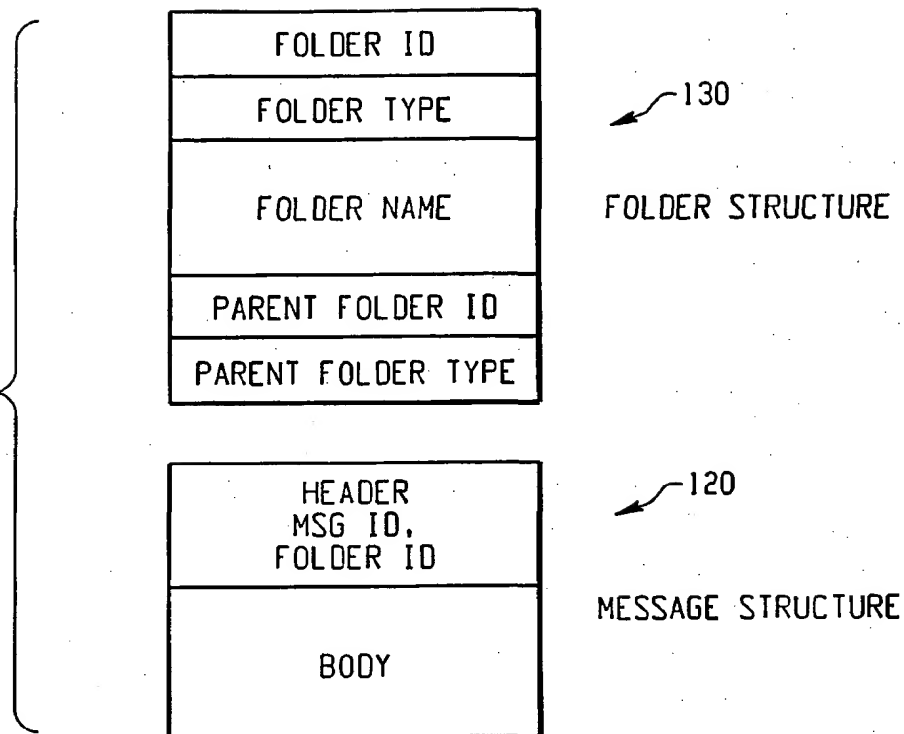 FOLDER ID
FOLDER TYPE
130
FOLDER NAME
FOLDER STRUCTURE
PARENT FOLDER ID
PARENT FOLDER TYPE
HEADER
MSG ID,
FOLDER ID
120
MESSAGE STRUCTURE
BODY